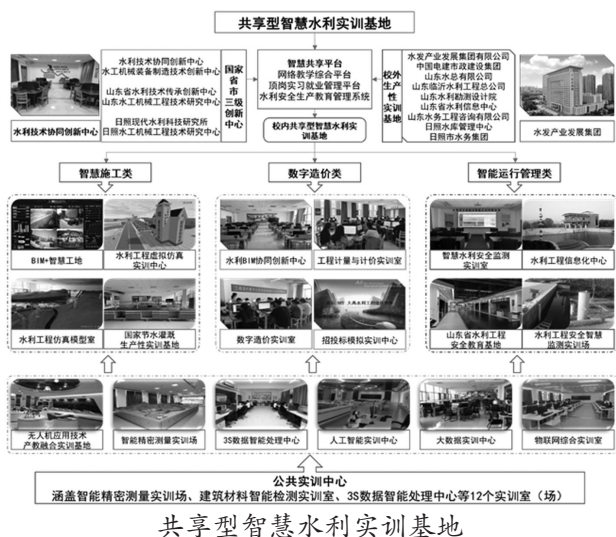 共享型智慧水利实训基地
水利技术协同创新中心
水利技术协同创新中心
水工机械装备制造技术创新中心
山东省水利技术传承创新中心
山东水工机械工程技术研究中心
日照现代水利科技研究所
日照水工机械工程技术研究中心
国家省市三级创新中心
智慧共享平台
网络教学综合平台
顶岗实习就业管理平台
水利安全生产教育管理系统
校内共享型智慧水利实
训基地
校外生产性实训基地
水发产业发展集团有限公司
中国电建市政建设集团
山东水总有限公司
山东临沂水利工程总公司
山东水利勘测设计院
山东省水利信息中心
山东水务工程咨询有限公司
日照水库管理中心
日照市水务集团
水发产业发展集团
智慧施工类
数字造价类
智能运行管理类
BIM+智慧工地
水利工程虚拟仿真
实训中心
水利BIM协同创新中心
工程计量与计价实训室
智慧水利安全监测
实训室
水利工程信息化中心
水利工程仿真模型室
国家节水灌溉
生产性实训基地
数字造价实训室
招投标模拟实训中心
山东省水利工程
安全教育基地
水利工程安全智慧
监测实训场
无人机应用技术
产教融合实训基地
智能精密测量实训场
3S数据智能处理中心
人工智能实训中心
大数据实训中心
物联网综合实训室
公共实训中心
涵盖智能精密测量实训场、建筑材料智能检测实训室、3S数据智能处理中心等12个实训室（场）
共享型智慧水利实训基地